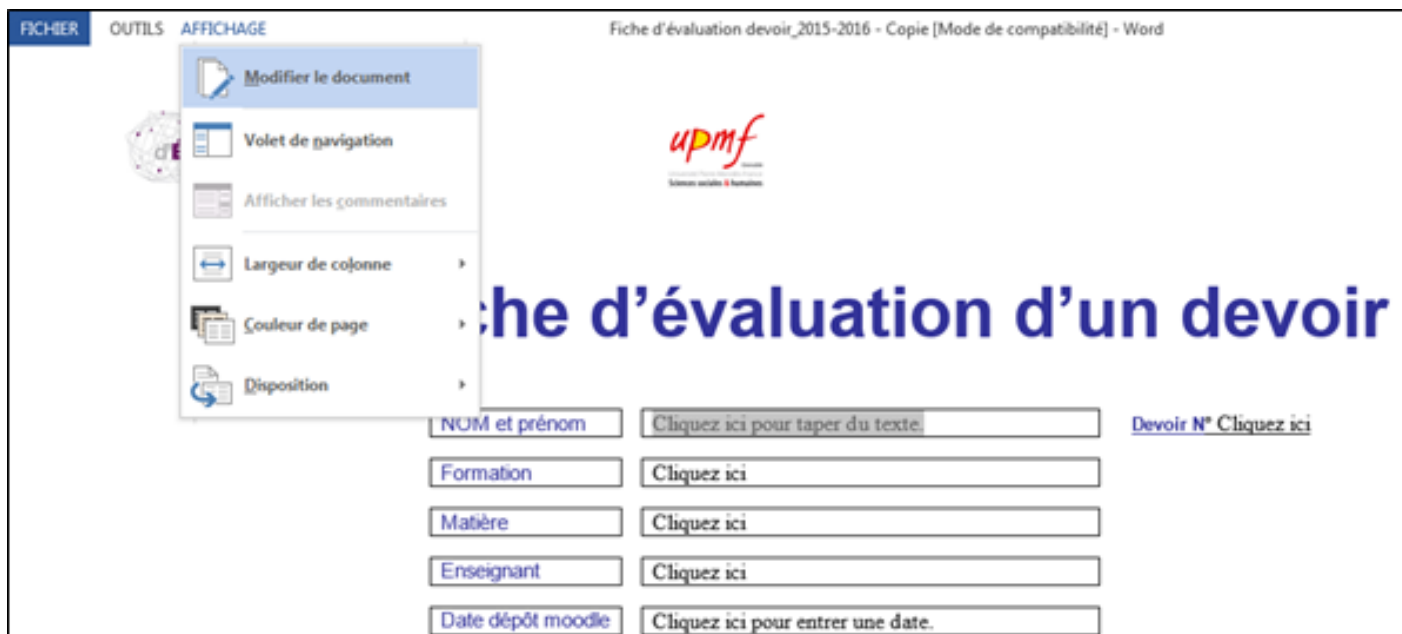 FICHIER OUTILS AFFICHAGE Fiche d'évaluation devoir_2015-2016 - Copie [Mode de compatibilité] - Word
Modifier le document
Volet de navigation
Afficher les commentaires
Largeur de colonne
Couleur de page
Disposition
d'É
upmf
Sciences sociales & humaines
che d'évaluation d'un devoir
NOM et prénom Cliquez ici pour taper du texte. Devoir N° Cliquez ici
Formation Cliquez ici
Matière Cliquez ici
Enseignant Cliquez ici
Date dépôt moodle Cliquez ici pour entrer une date.